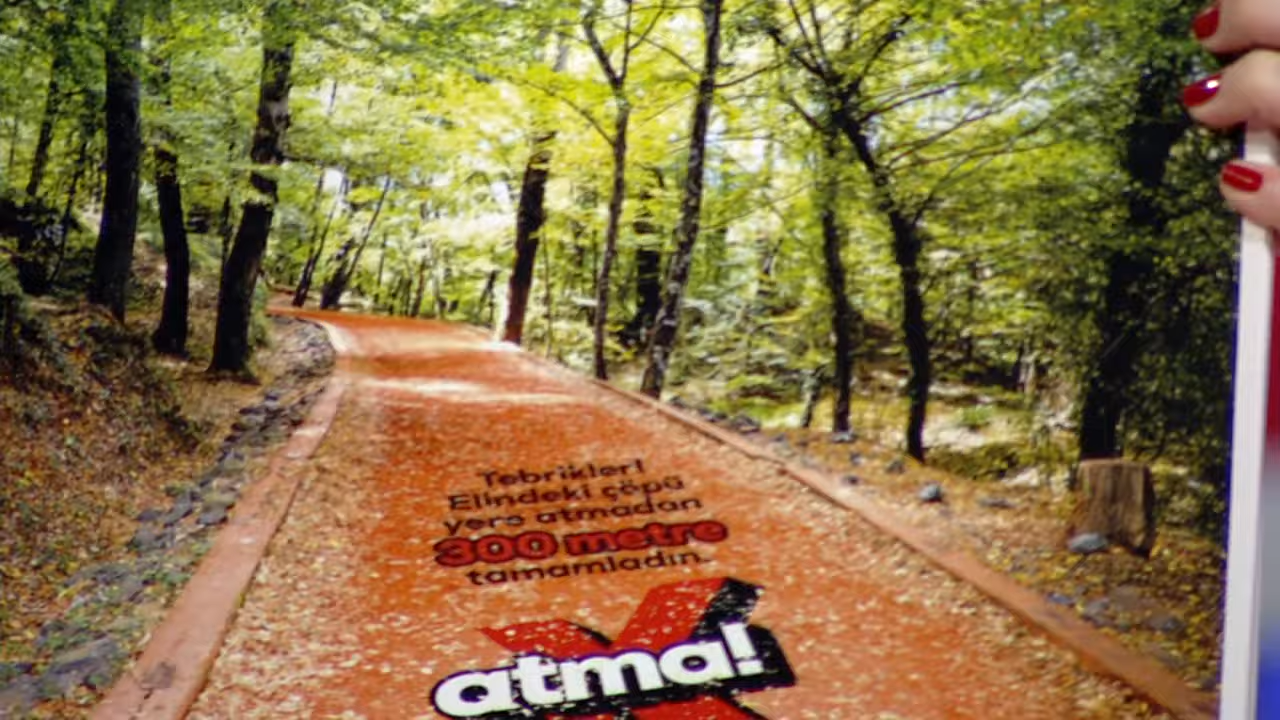 Tebrikler!
Elindeki çöpü
yere atmadan
300 metre
tamamladın.
atma!